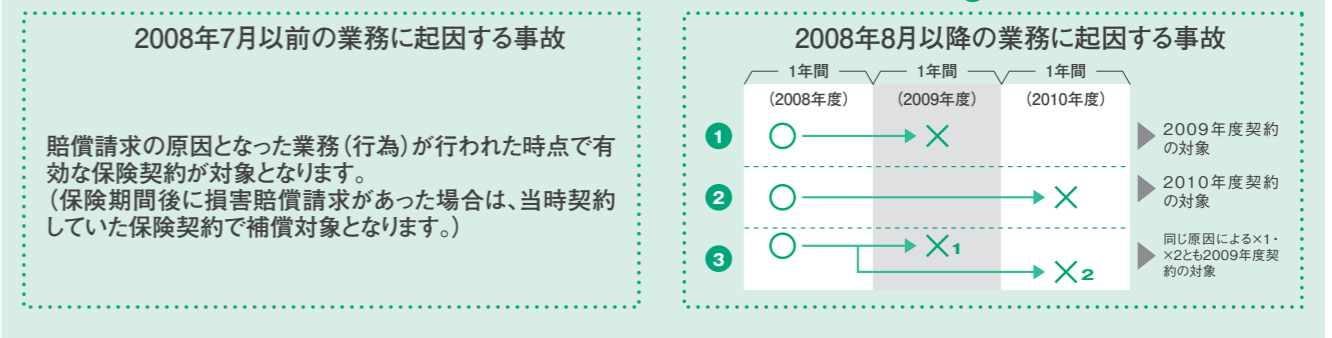 2008年7月以前の業務に起因する事故
賠償請求の原因となった業務（行為）が行われた時点で有
効な保険契約が対象となります。
（保険期間後に損害賠償請求があった場合は、当時契約
していた保険契約で補償対象となります。）
2008年8月以降の業務に起因する事故
1年間 1年間 1年間
（2008年度） （2009年度） （2010年度）
1 ○ × 2009年度契約
の対象
2 ○ × 2010年度契約
の対象
3 ○ ×1 ×2 同じ原因による×1・
×2とも2009年度契
約の対象